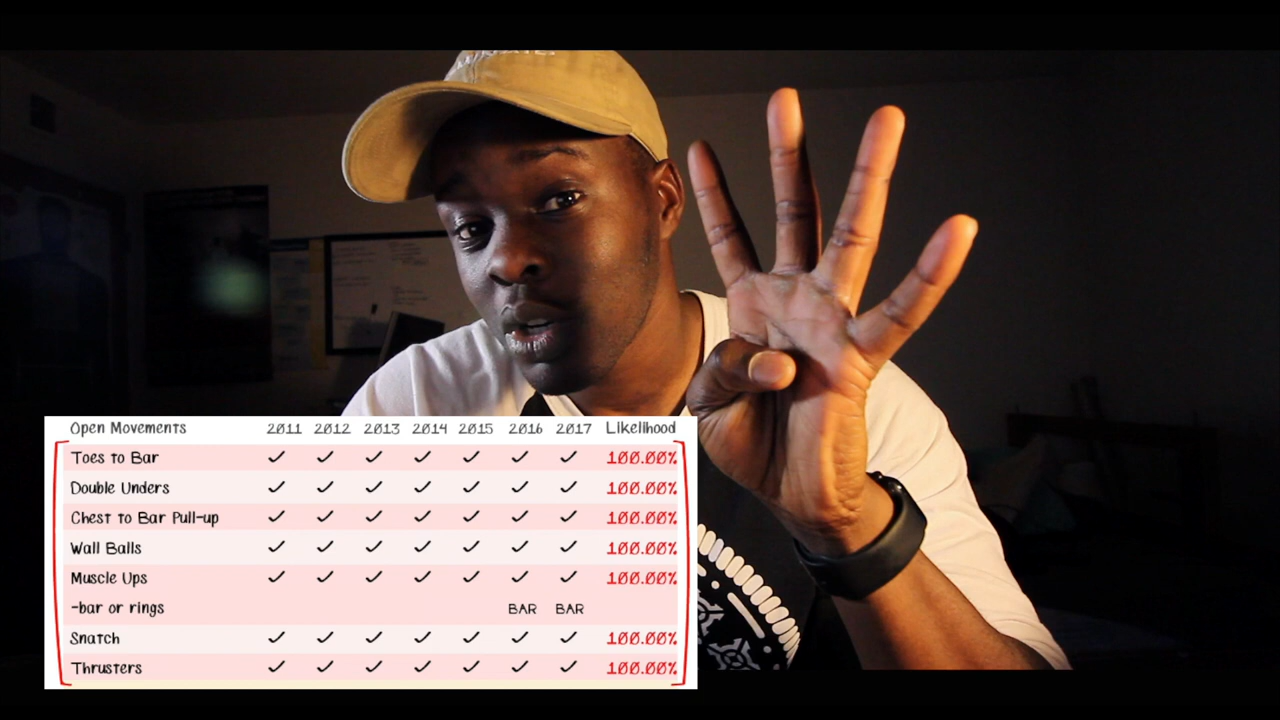 Open Movements 2011 2012 2013 2014 2015 2016 2017 Likelihood
Toes to Bar ✓ ✓ ✓ ✓ ✓ ✓ ✓ 100.00%
Double Unders ✓ ✓ ✓ ✓ ✓ ✓ ✓ 100.00%
Chest to Bar Pull-up ✓ ✓ ✓ ✓ ✓ ✓ ✓ 100.00%
Wall Balls ✓ ✓ ✓ ✓ ✓ ✓ ✓ 100.00%
Muscle Ups ✓ ✓ ✓ ✓ ✓ ✓ ✓ 100.00%
-bar or rings BAR BAR
Snatch ✓ ✓ ✓ ✓ ✓ ✓ ✓ 100.00%
Thrusters ✓ ✓ ✓ ✓ ✓ ✓ ✓ 100.00%